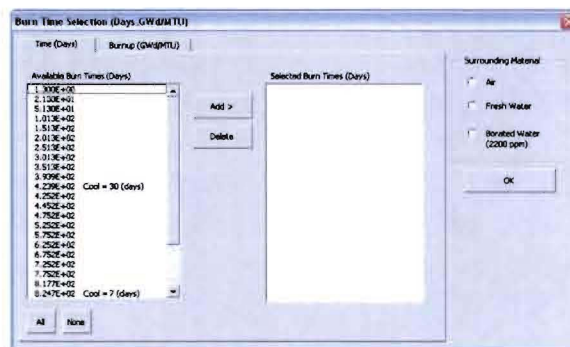 Burn Time Selection (Days, GWd/MTU)
Time (Days)
Burnup (GWd/MTU)
Available Burn Times (Days)
1.300E+00
2.130E+01
5.130E+01
1.013E+02
1.513E+02
2.013E+02
2.513E+02
3.013E+02
3.513E+02
3.939E+02
4.239E+02 Cool = 30 (days)
4.252E+02
4.452E+02
4.752E+02
5.252E+02
5.752E+02
6.252E+02
6.752E+02
7.252E+02
7.752E+02
8.177E+02
8.247E+02 Cool = 7 (days)
All
None
Add >
Delete
Selected Burn Times (Days)
Surrounding Material
Air
Fresh Water
Borated Water
(2200 ppm)
OK